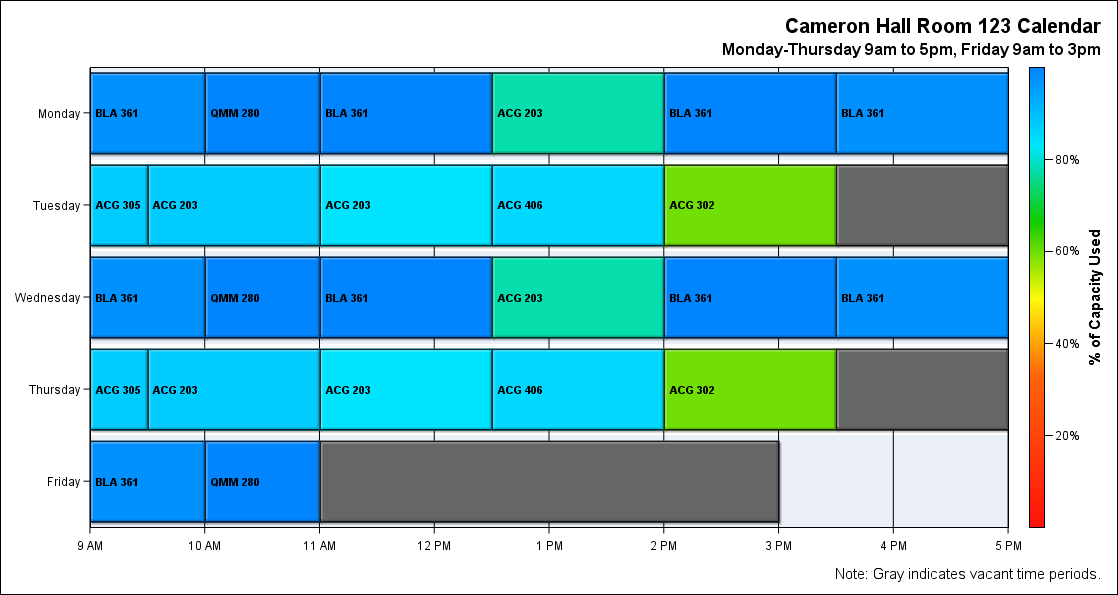 Cameron Hall Room 123 Calendar
Monday-Thursday 9am to 5pm, Friday 9am to 3pm
Monday
BLA 361 QMM 280 BLA 361 ACG 203 BLA 361 BLA 361
Tuesday
ACG 305 ACG 203 ACG 203 ACG 406 ACG 302
Wednesday
BLA 361 QMM 280 BLA 361 ACG 203 BLA 361 BLA 361
Thursday
ACG 305 ACG 203 ACG 203 ACG 406 ACG 302
Friday
BLA 361 QMM 280
9 AM 10 AM 11 AM 12 PM 1 PM 2 PM 3 PM 4 PM 5 PM
80%
60%
40%
20%
% of Capacity Used
Note: Gray indicates vacant time periods.